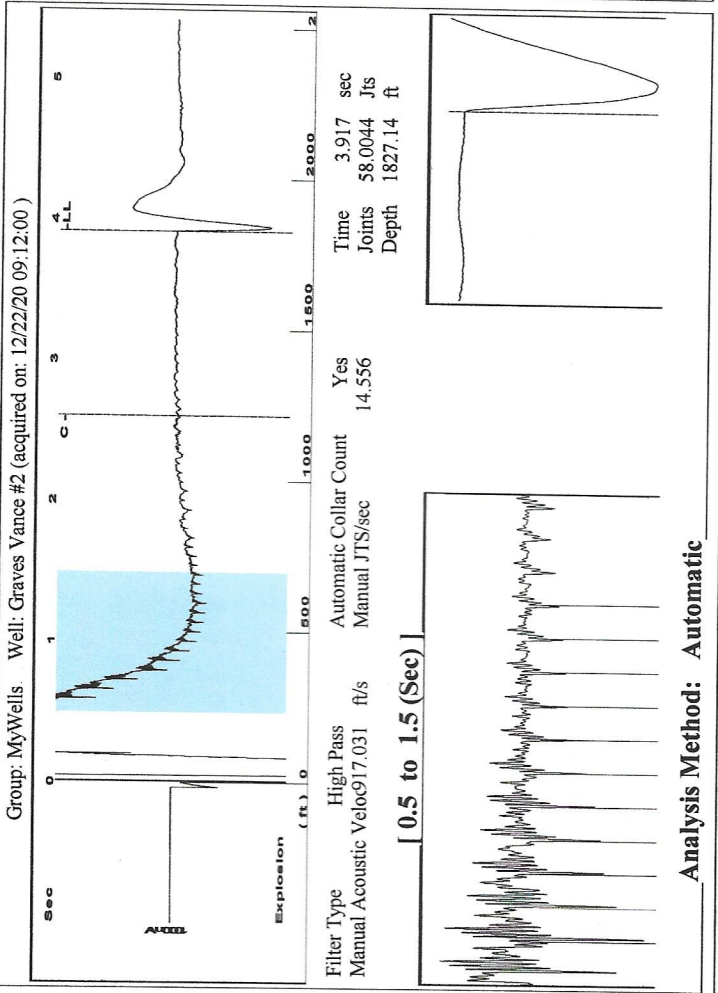 Group: MyWells Well: Graves Vance #2 (acquired on: 12/22/20 09:12:00 )
Sec 0 1 2 3 4 5
C
LL
Explosion
( ft ) 0 500 1000 1500 2000 2
Filter Type High Pass Automatic Collar Count Yes Time 3.917 sec
Manual Acoustic Veloc917.031 ft/s Manual JTS/sec 14.556 Joints 58.0044 Jts
Depth 1827.14 ft
[ 0.5 to 1.5 (Sec) ]
Analysis Method: Automatic